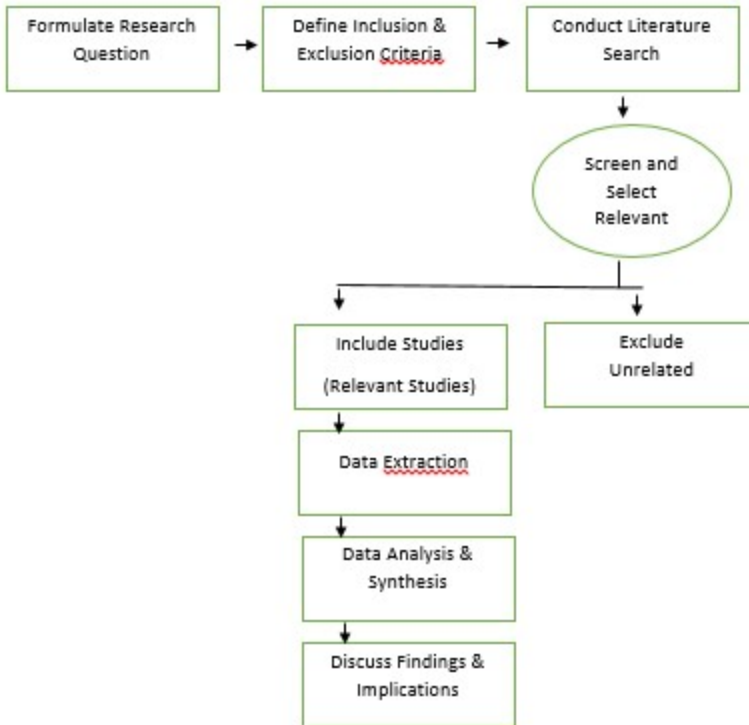 Formulate Research
Question
Define Inclusion &
Exclusion Criteria
Conduct Literature
Search
Screen and
Select
Relevant
Include Studies
(Relevant Studies)
Exclude
Unrelated
Data Extraction
Data Analysis &
Synthesis
Discuss Findings &
Implications